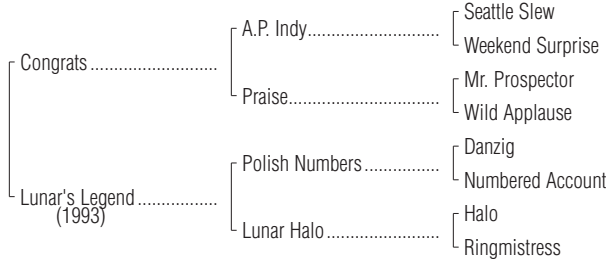 Seattle Slew
A.P. Indy
Weekend Surprise
Congrats
Mr. Prospector
Praise
Wild Applause
Danzig
Polish Numbers
Numbered Account
Lunar's Legend
(1993)
Halo
Lunar Halo
Ringmistress